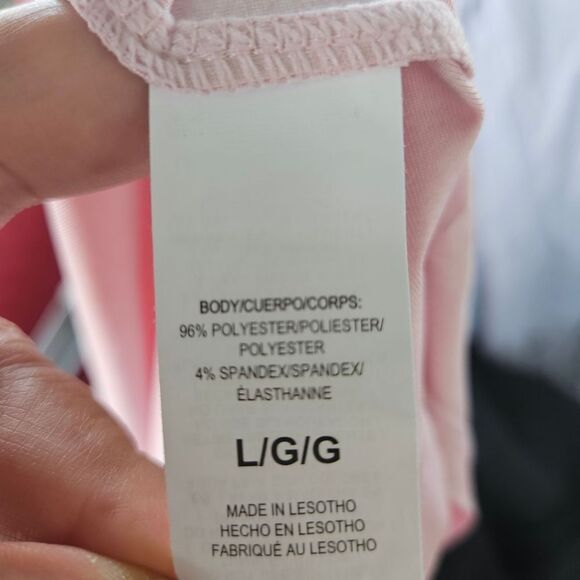 BODY/CUERPO/CORPS:
96% POLYESTER/POLIESTER/
POLYESTER
4% SPANDEX/SPANDEX/
ÉLASTHANNE
L/G/G
MADE IN LESOTHO
HECHO EN LESOTHO
FABRIQUÉ AU LESOTHO